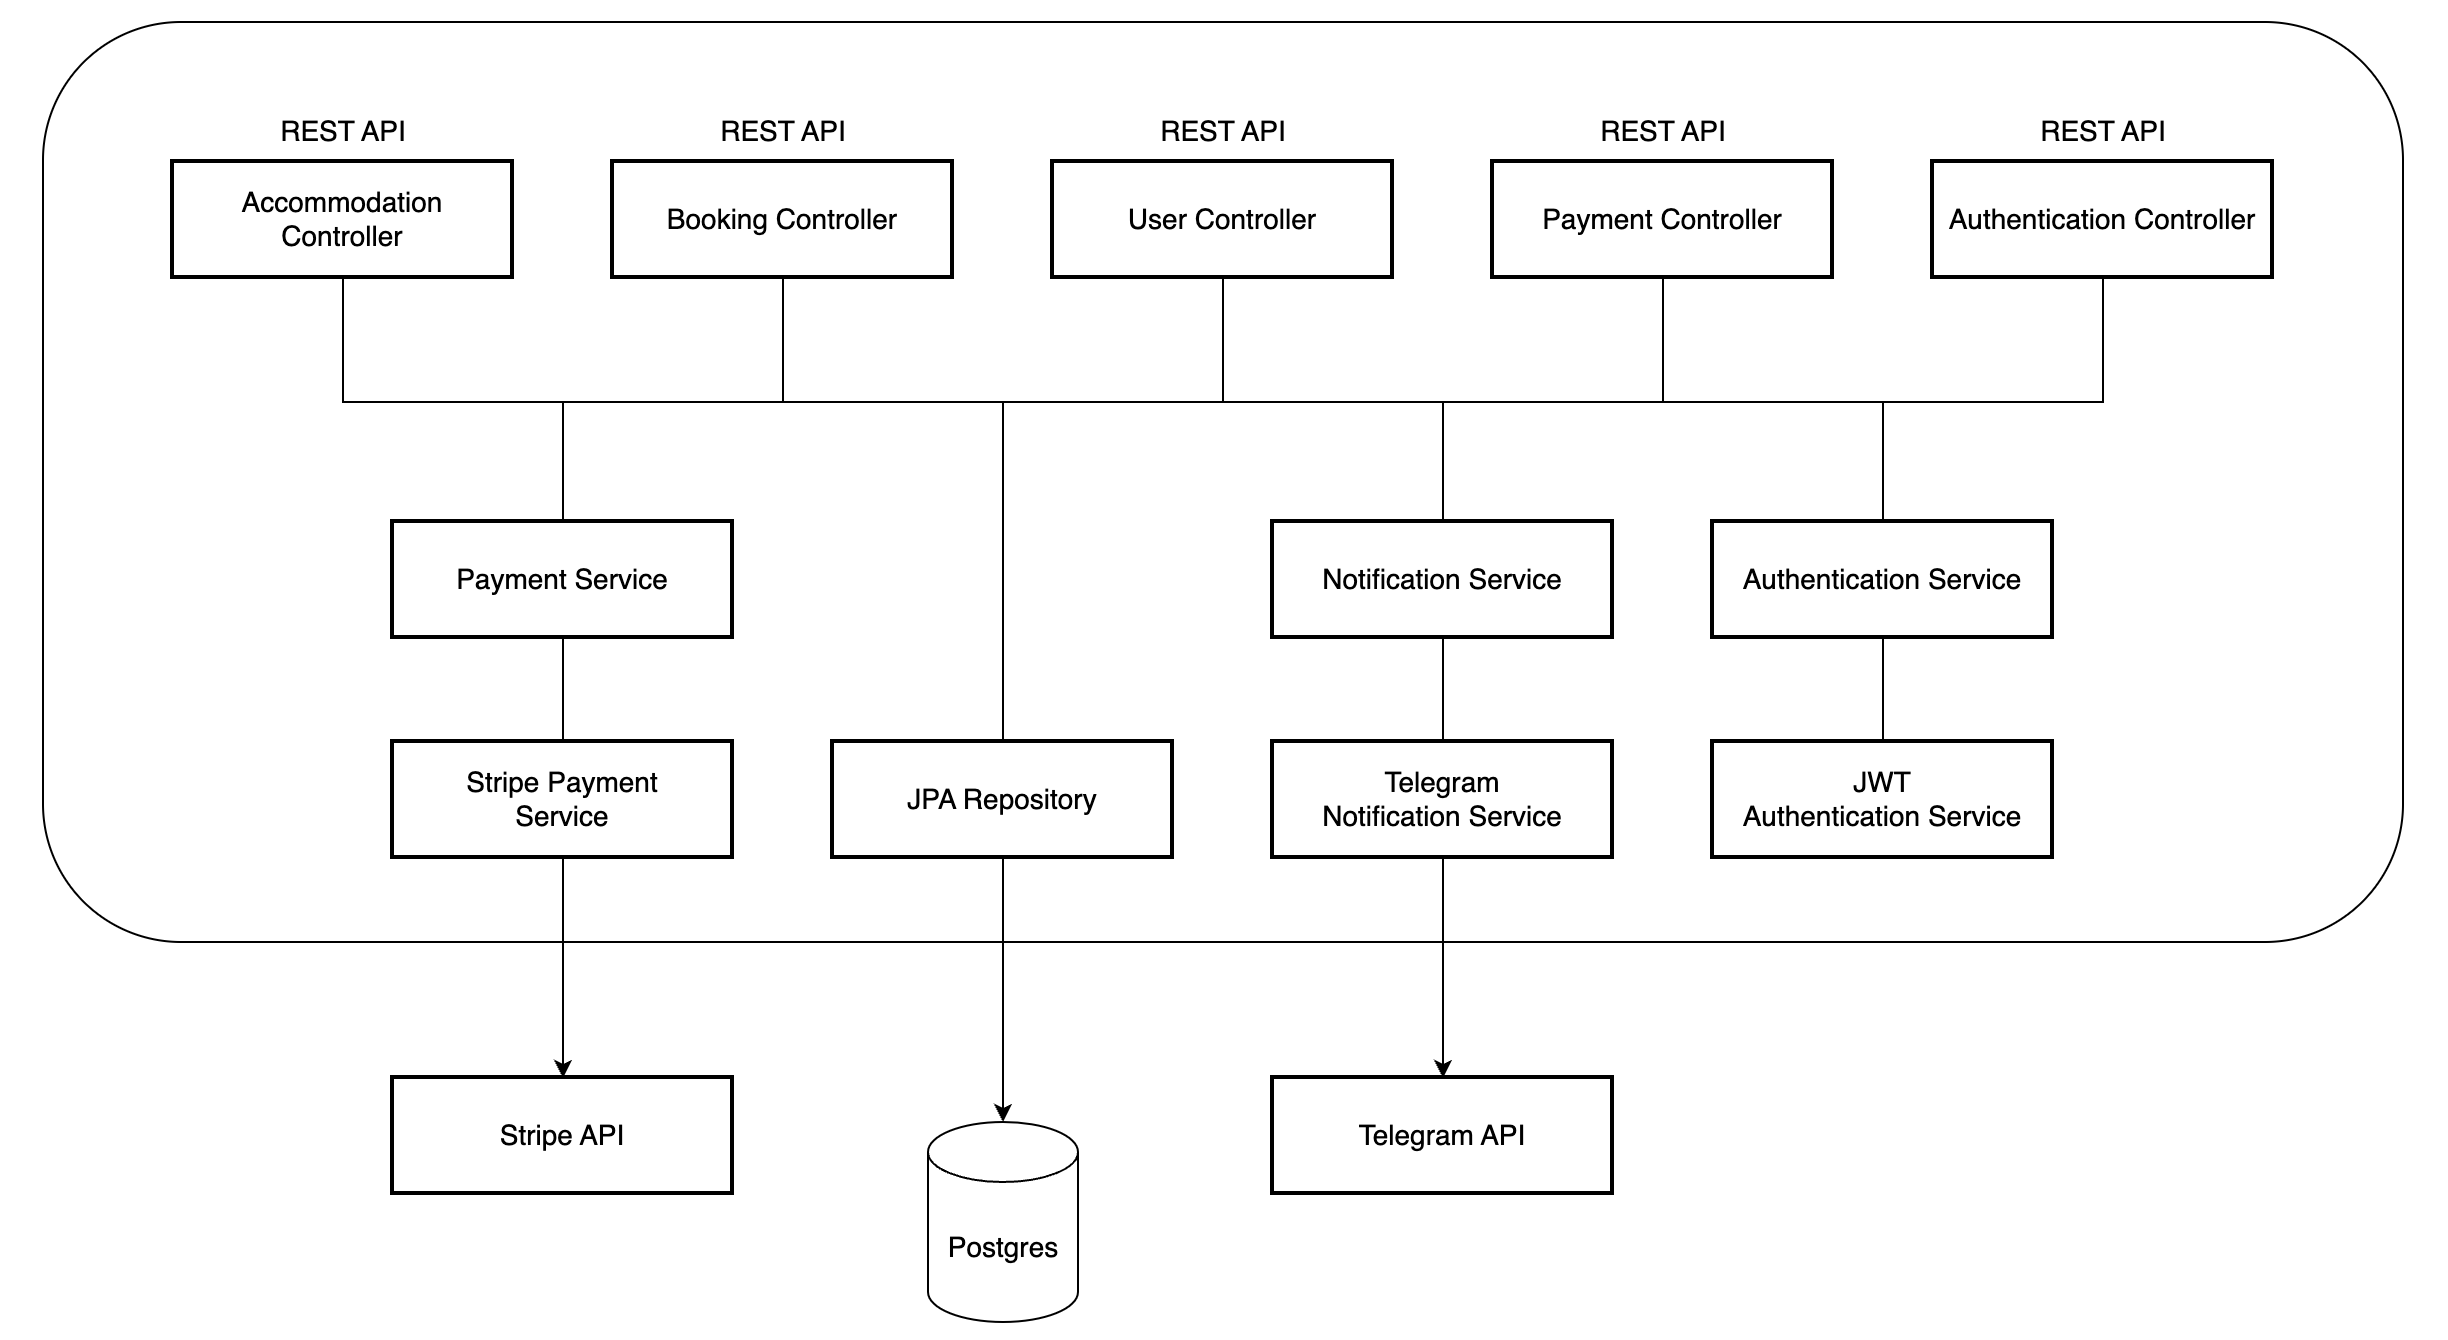 REST API
REST API
REST API
REST API
REST API
Accommodation
Controller
Booking Controller
User Controller
Payment Controller
Authentication Controller
Payment Service
Notification Service
Authentication Service
Stripe Payment
Service
JPA Repository
Telegram
Notification Service
JWT
Authentication Service
Stripe API
Telegram API
Postgres